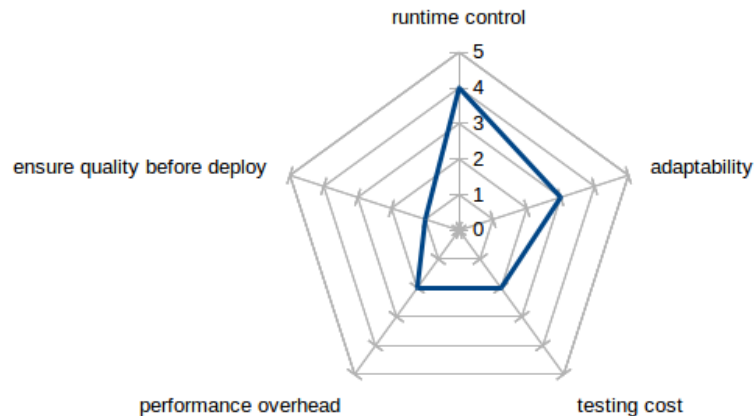 runtime control
5
4
3
ensure quality before deploy
adaptability
2
1
0
performance overhead
testing cost